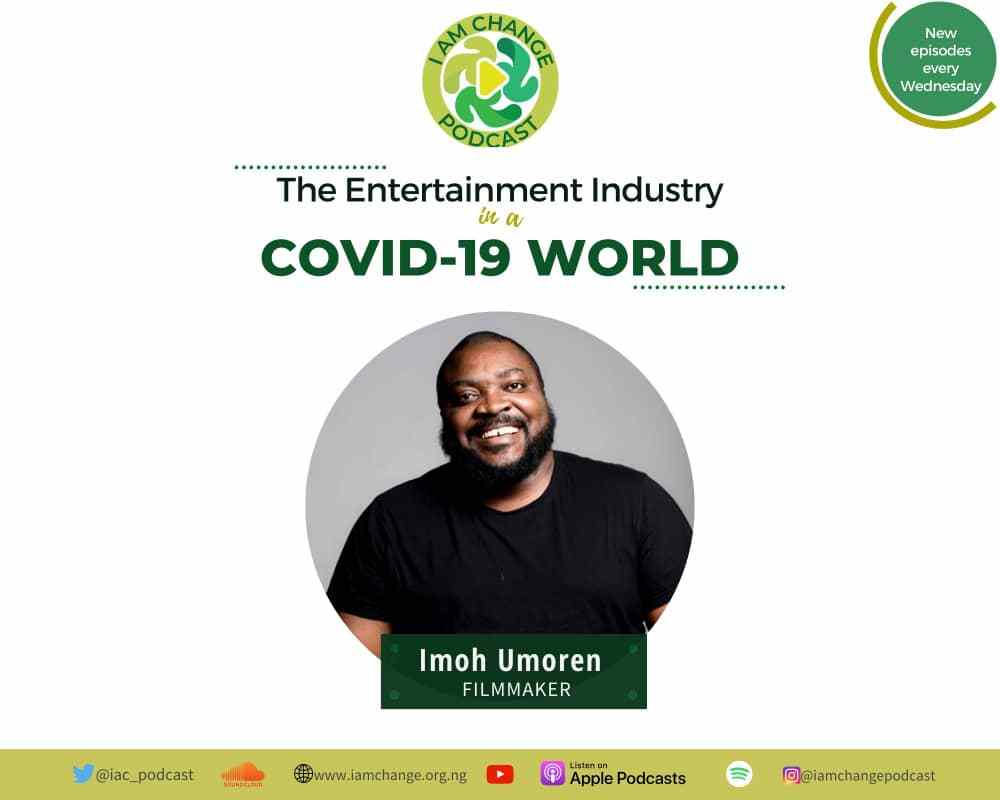 I AM CHANGE
PODCAST
New
episodes
every
Wednesday
The Entertainment Industry
in a
COVID-19 WORLD
Imoh Umoren
FILMMAKER
@iac_podcast
SOUNDCLOUD
www.iamchange.org.ng
Listen on
Apple Podcasts
@iamchangepodcast